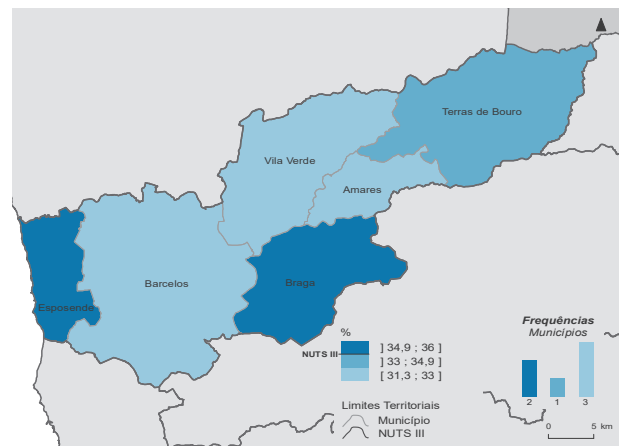 Terras de Bouro
Vila Verde
Amares
Barcelos
Braga
Esposende
%
] 34,9 ; 36 ]
NUTS III
] 33 ; 34,9 ]
[ 31,3 ; 33 ]
Limites Territoriais
Município
NUTS III
Frequências
Municípios
2 1 3
0 5 km